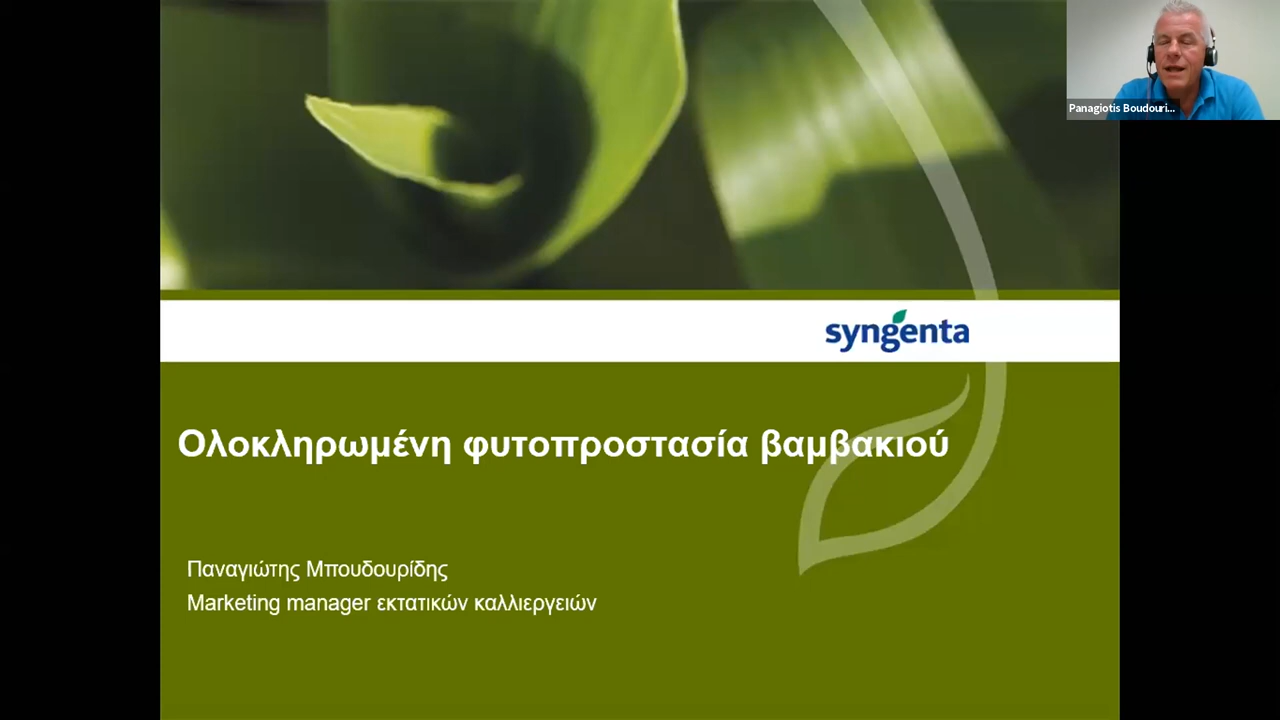 Panagiotis Boudouri...
syngenta
Ολοκληρωμένη φυτοπροστασία βαμβακιού
Παναγιώτης Μπουδουρίδης
Marketing manager εκτατικών καλλιεργειών